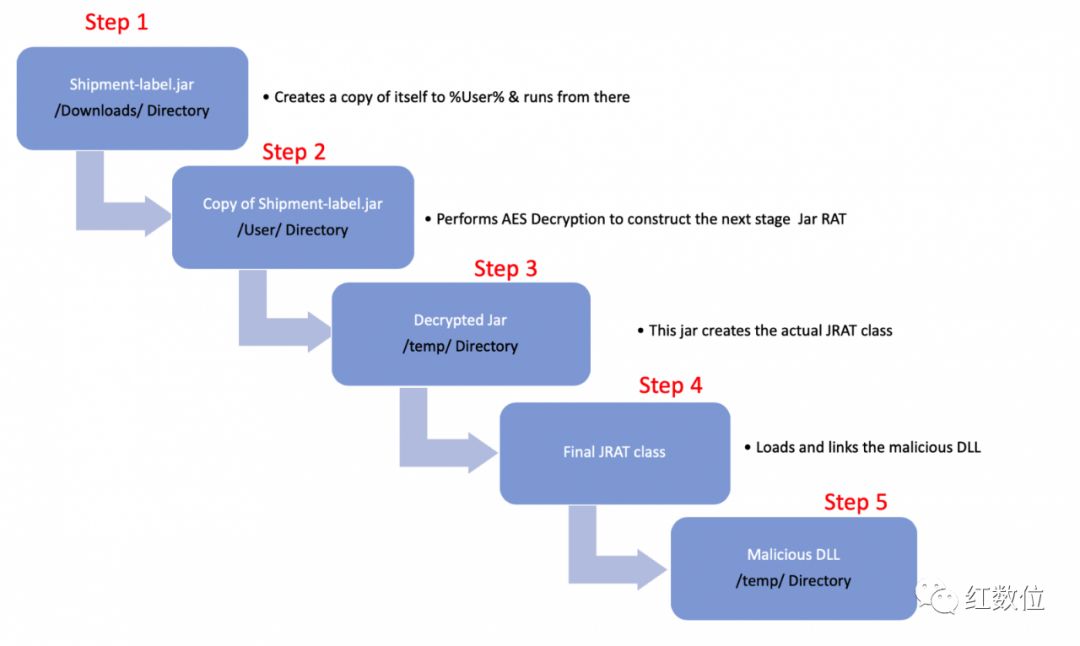 Step 1
Shipment-label.jar
/Downloads/ Directory
• Creates a copy of itself to %User% & runs from there
Step 2
Copy of Shipment-label.jar
/User/ Directory
• Performs AES Decryption to construct the next stage Jar RAT
Step 3
Decrypted Jar
/temp/ Directory
• This jar creates the actual JRAT class
Step 4
Final JRAT class
• Loads and links the malicious DLL
Step 5
Malicious DLL
/temp/ Directory
红数位